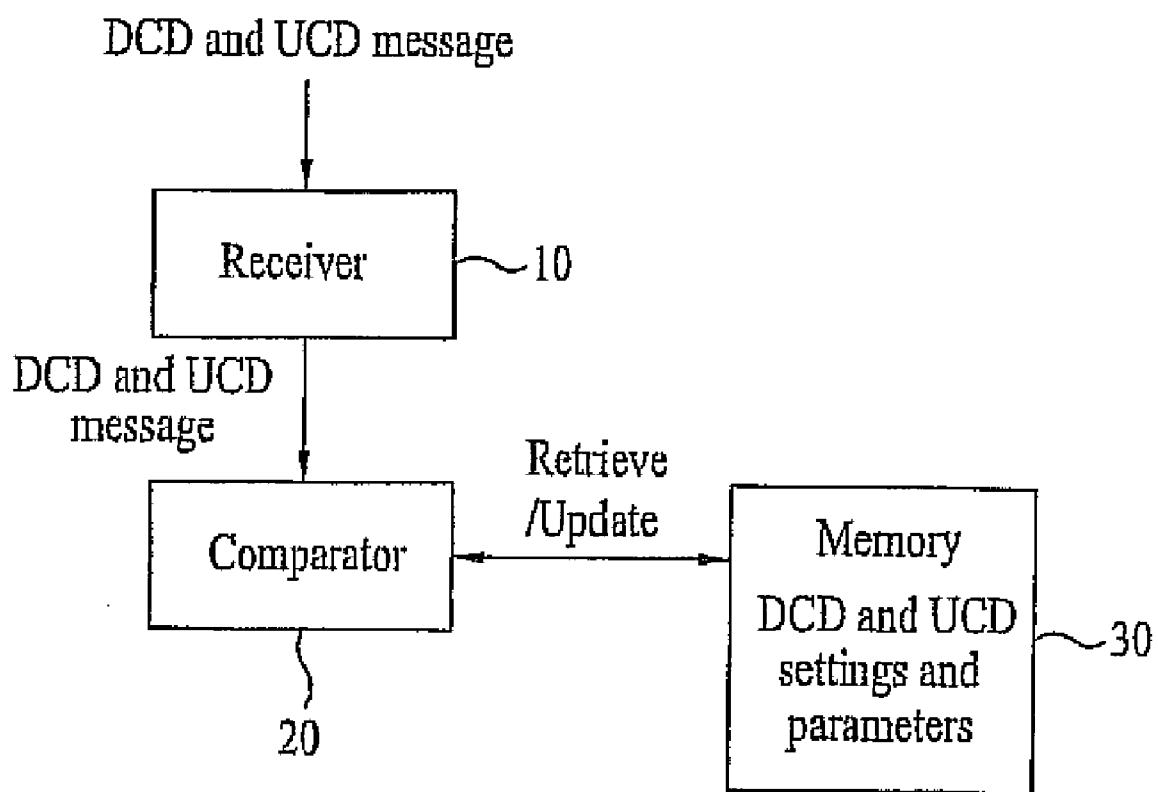 DCD and UCD message
Receiver
10
DCD and UCD
message
Retrieve
/Update
Comparator
20
Memory
DCD and UCD
settings and
parameters
30